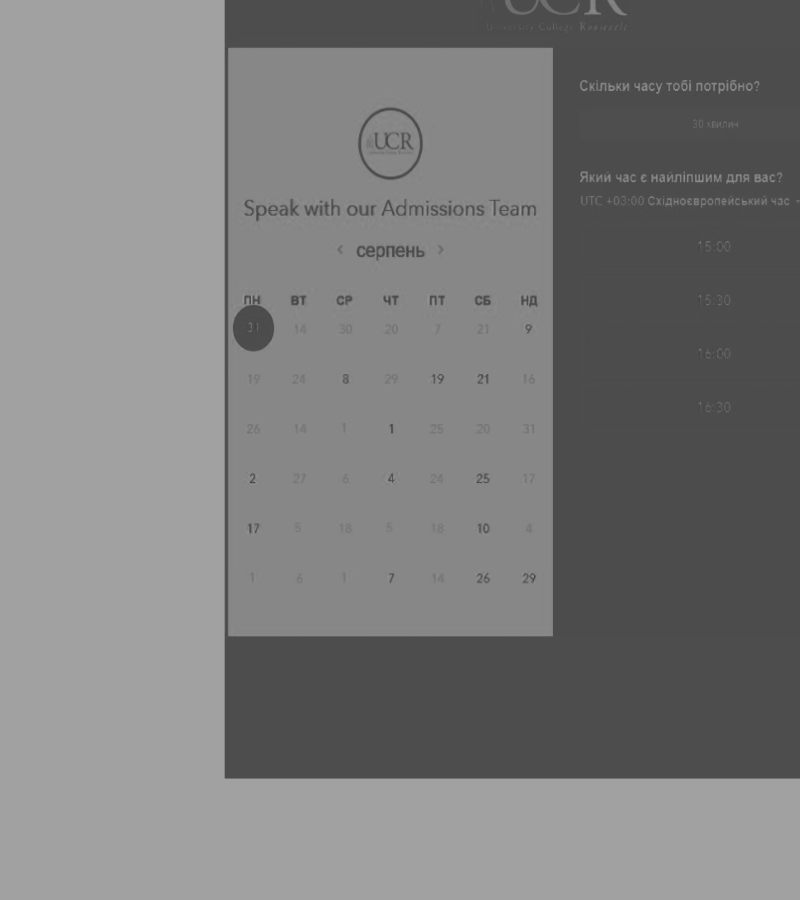 UCR
University College Roosevelt
UCR
Speak with our Admissions Team
‹ серпень ›
ПН ВТ СР ЧТ ПТ СБ НД
31 14 30 20 7 21 9
19 24 8 29 19 21 16
26 14 1 1 25 20 31
2 27 6 4 24 25 17
17 5 18 5 18 10 4
1 6 1 7 14 26 29
Скільки часу тобі потрібно?
30 хвилин
Який час є найліпшим для вас?
UTC +03:00 Східноєвропейський час
15:00
15:30
16:00
16:30